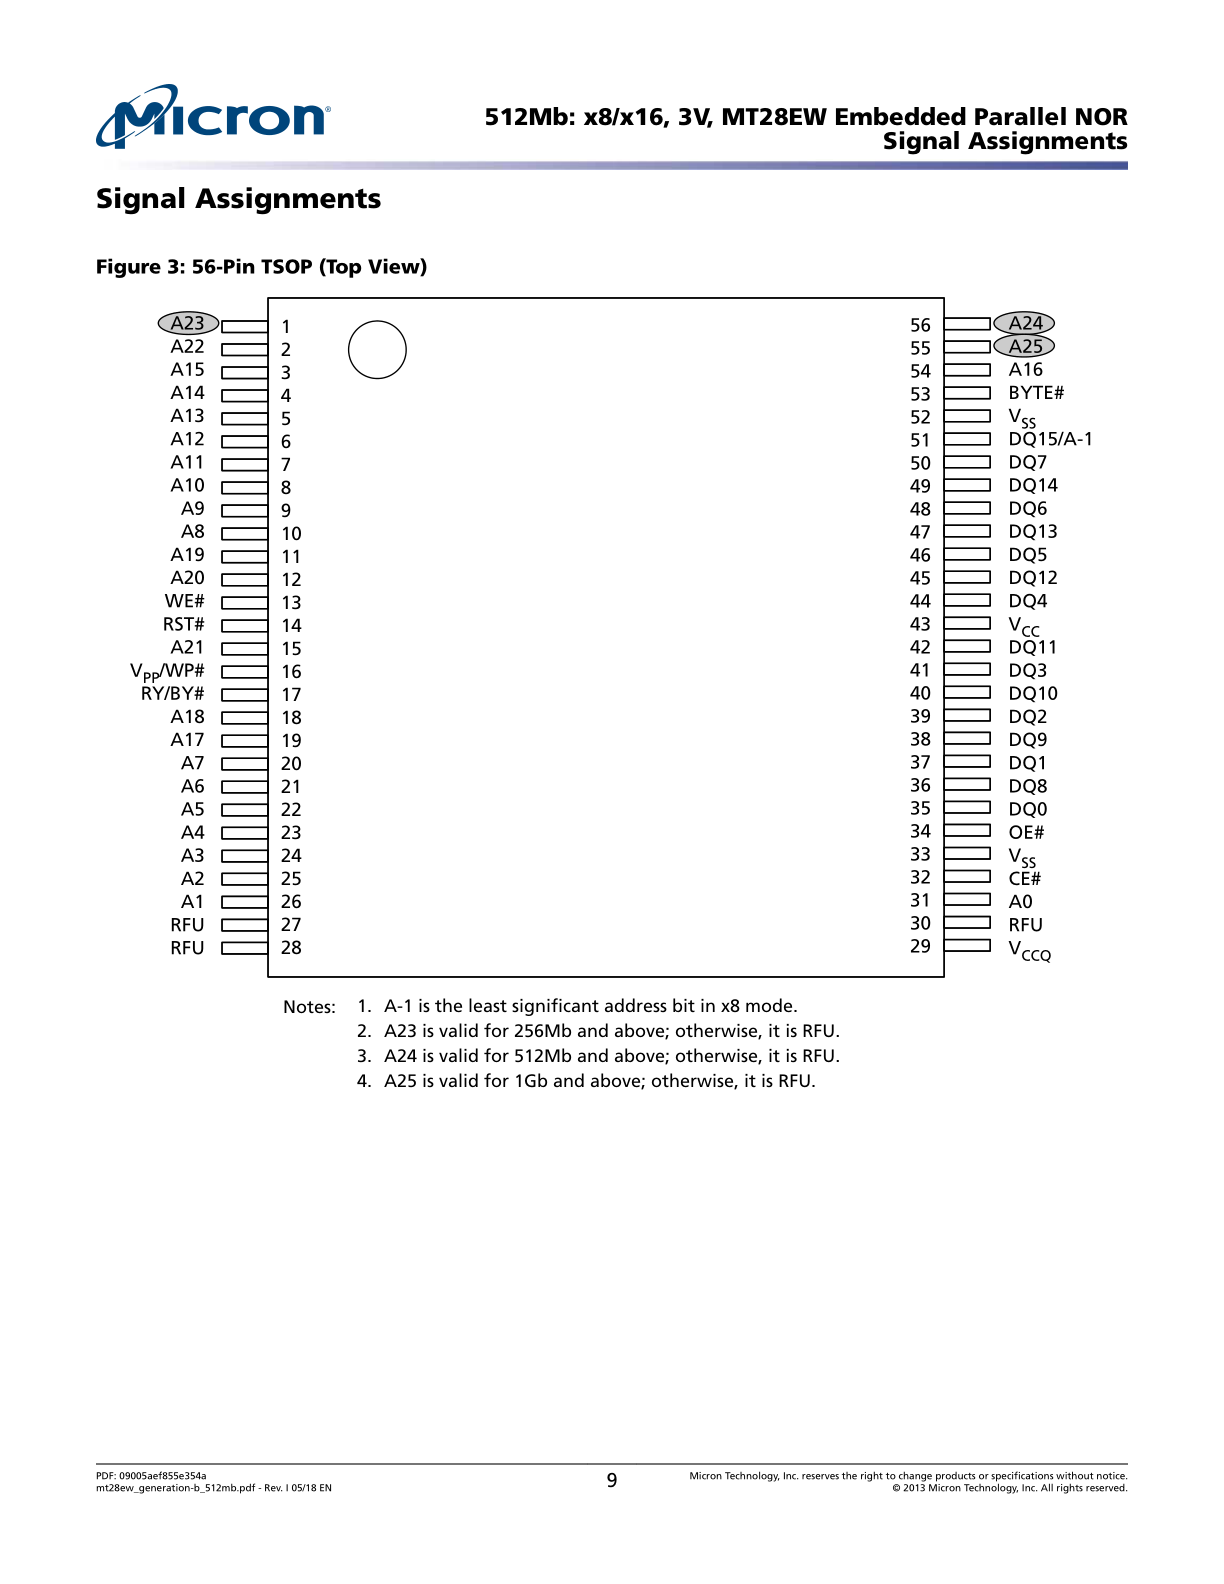 Micron®
512Mb: x8/x16, 3V, MT28EW Embedded Parallel NOR
Signal Assignments
Signal Assignments
Figure 3: 56-Pin TSOP (Top View)
A23 1 56 A24
A22 2 55 A25
A15 3 54 A16
A14 4 53 BYTE#
A13 5 52 VSS
A12 6 51 DQ15/A-1
A11 7 50 DQ7
A10 8 49 DQ14
A9 9 48 DQ6
A8 10 47 DQ13
A19 11 46 DQ5
A20 12 45 DQ12
WE# 13 44 DQ4
RST# 14 43 VCC
A21 15 42 DQ11
VPP/WP# 16 41 DQ3
RY/BY# 17 40 DQ10
A18 18 39 DQ2
A17 19 38 DQ9
A7 20 37 DQ1
A6 21 36 DQ8
A5 22 35 DQ0
A4 23 34 OE#
A3 24 33 VSS
A2 25 32 CE#
A1 26 31 A0
RFU 27 30 RFU
RFU 28 29 VCCQ
Notes: 1. A-1 is the least significant address bit in x8 mode.
2. A23 is valid for 256Mb and above; otherwise, it is RFU.
3. A24 is valid for 512Mb and above; otherwise, it is RFU.
4. A25 is valid for 1Gb and above; otherwise, it is RFU.
PDF: 09005aef855e354a
mt28ew_generation-b_512mb.pdf - Rev. I 05/18 EN
9
Micron Technology, Inc. reserves the right to change products or specifications without notice.
© 2013 Micron Technology, Inc. All rights reserved.